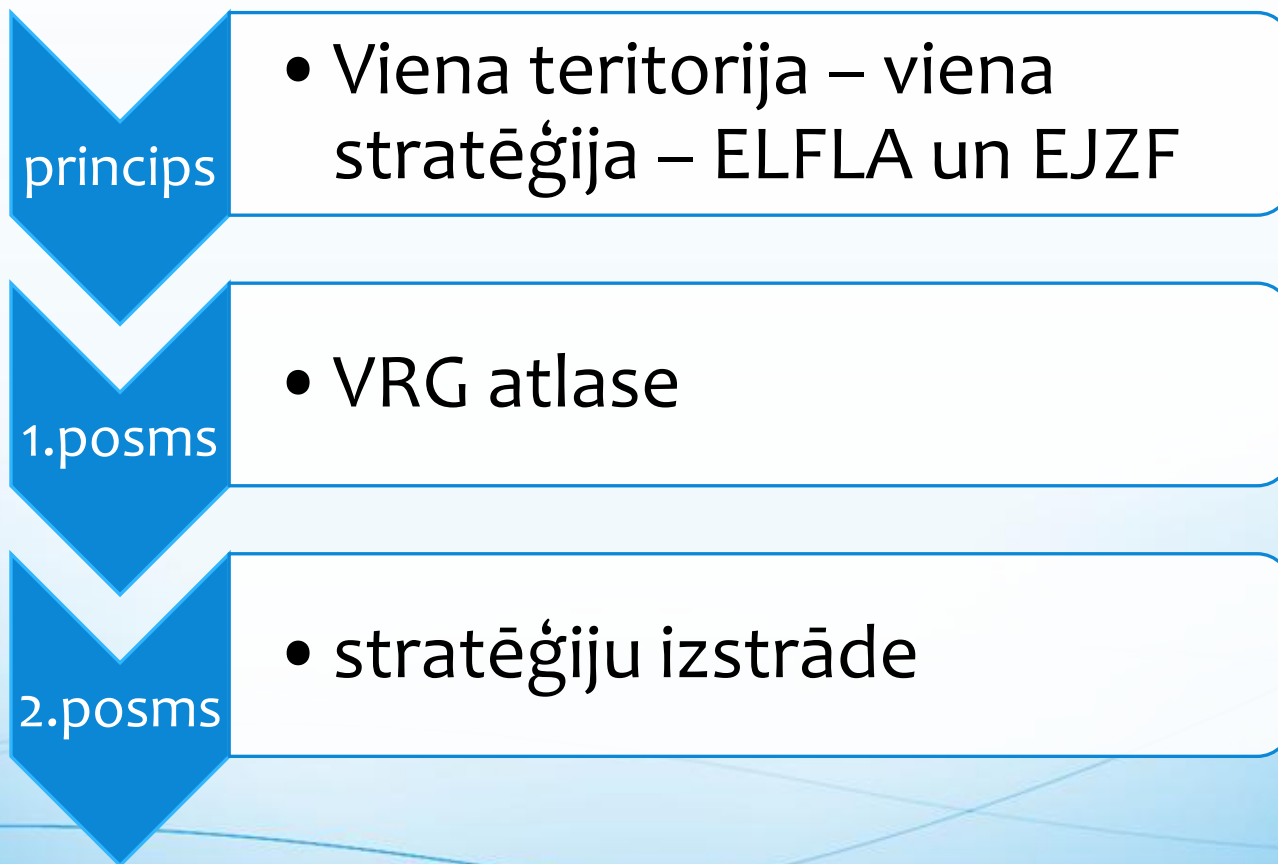 princips
• Viena teritorija – viena
stratēģija – ELFLA un EJZF
1.posms
• VRG atlase
2.posms
• stratēģiju izstrāde